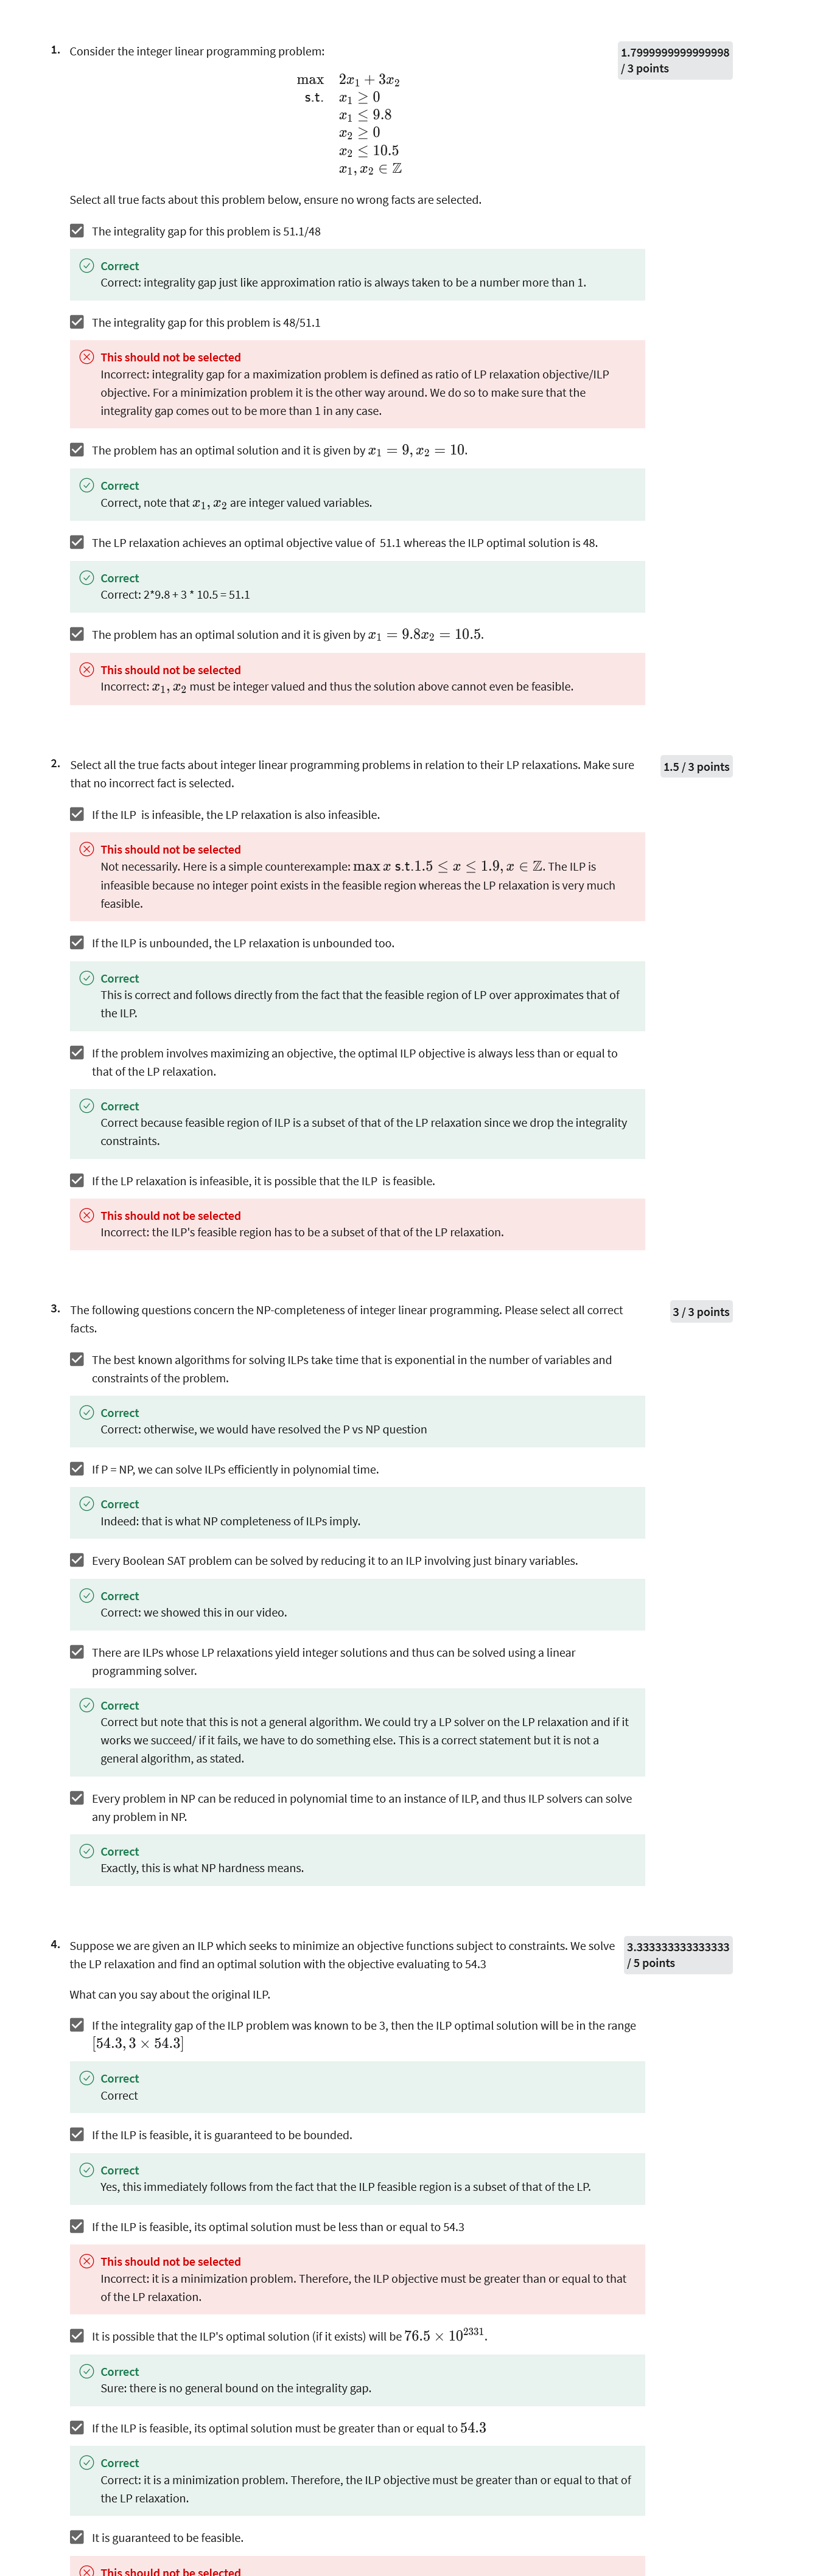 1. Consider the integer linear programming problem:
1.7999999999999998
/ 3 points
max 2x₁ + 3x₂
s.t. x₁ ≥ 0
x₁ ≤ 9.8
x₂ ≥ 0
x₂ ≤ 10.5
x₁, x₂ ∈ ℤ
Select all true facts about this problem below, ensure no wrong facts are selected.
The integrality gap for this problem is 51.1/48
Correct
Correct: integrality gap just like approximation ratio is always taken to be a number more than 1.
The integrality gap for this problem is 48/51.1
This should not be selected
Incorrect: integrality gap for a maximization problem is defined as ratio of LP relaxation objective/ILP
objective. For a minimization problem it is the other way around. We do so to make sure that the
integrality gap comes out to be more than 1 in any case.
The problem has an optimal solution and it is given by x₁ = 9, x₂ = 10.
Correct
Correct, note that x₁, x₂ are integer valued variables.
The LP relaxation achieves an optimal objective value of 51.1 whereas the ILP optimal solution is 48.
Correct
Correct: 2*9.8 + 3 * 10.5 = 51.1
The problem has an optimal solution and it is given by x₁ = 9.8x₂ = 10.5.
This should not be selected
Incorrect: x₁, x₂ must be integer valued and thus the solution above cannot even be feasible.
2. Select all the true facts about integer linear programming problems in relation to their LP relaxations. Make sure
that no incorrect fact is selected.
1.5 / 3 points
If the ILP is infeasible, the LP relaxation is also infeasible.
This should not be selected
Not necessarily. Here is a simple counterexample: max x s.t.1.5 ≤ x ≤ 1.9, x ∈ ℤ. The ILP is
infeasible because no integer point exists in the feasible region whereas the LP relaxation is very much
feasible.
If the ILP is unbounded, the LP relaxation is unbounded too.
Correct
This is correct and follows directly from the fact that the feasible region of LP over approximates that of
the ILP.
If the problem involves maximizing an objective, the optimal ILP objective is always less than or equal to
that of the LP relaxation.
Correct
Correct because feasible region of ILP is a subset of that of the LP relaxation since we drop the integrality
constraints.
If the LP relaxation is infeasible, it is possible that the ILP is feasible.
This should not be selected
Incorrect: the ILP's feasible region has to be a subset of that of the LP relaxation.
3. The following questions concern the NP-completeness of integer linear programming. Please select all correct
facts.
3 / 3 points
The best known algorithms for solving ILPs take time that is exponential in the number of variables and
constraints of the problem.
Correct
Correct: otherwise, we would have resolved the P vs NP question
If P = NP, we can solve ILPs efficiently in polynomial time.
Correct
Indeed: that is what NP completeness of ILPs imply.
Every Boolean SAT problem can be solved by reducing it to an ILP involving just binary variables.
Correct
Correct: we showed this in our video.
There are ILPs whose LP relaxations yield integer solutions and thus can be solved using a linear
programming solver.
Correct
Correct but note that this is not a general algorithm. We could try a LP solver on the LP relaxation and if it
works we succeed/ if it fails, we have to do something else. This is a correct statement but it is not a
general algorithm, as stated.
Every problem in NP can be reduced in polynomial time to an instance of ILP, and thus ILP solvers can solve
any problem in NP.
Correct
Exactly, this is what NP hardness means.
4. Suppose we are given an ILP which seeks to minimize an objective functions subject to constraints. We solve
the LP relaxation and find an optimal solution with the objective evaluating to 54.3
3.333333333333333
/ 5 points
What can you say about the original ILP.
If the integrality gap of the ILP problem was known to be 3, then the ILP optimal solution will be in the range
[54.3, 3 × 54.3]
Correct
Correct
If the ILP is feasible, it is guaranteed to be bounded.
Correct
Yes, this immediately follows from the fact that the ILP feasible region is a subset of that of the LP.
If the ILP is feasible, its optimal solution must be less than or equal to 54.3
This should not be selected
Incorrect: it is a minimization problem. Therefore, the ILP objective must be greater than or equal to that
of the LP relaxation.
It is possible that the ILP's optimal solution (if it exists) will be 76.5 × 10²³³¹.
Correct
Sure: there is no general bound on the integrality gap.
If the ILP is feasible, its optimal solution must be greater than or equal to 54.3
Correct
Correct: it is a minimization problem. Therefore, the ILP objective must be greater than or equal to that of
the LP relaxation.
It is guaranteed to be feasible.
This should not be selected